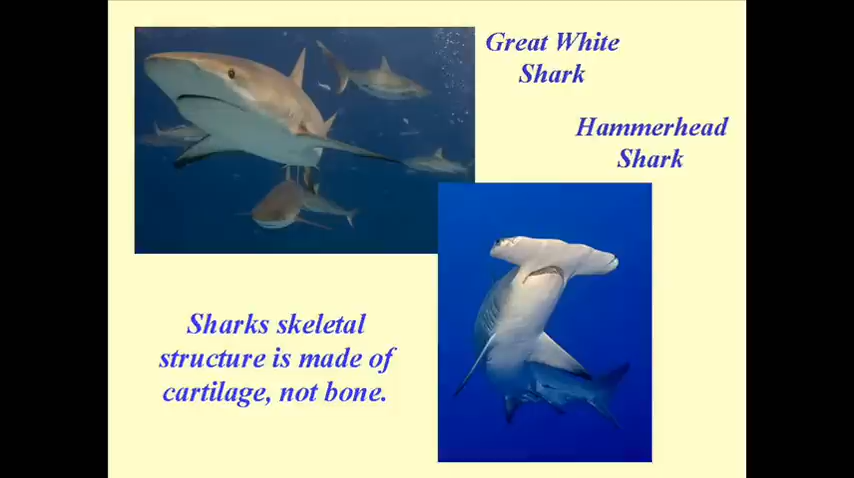 Great White
Shark
Hammerhead
Shark
Sharks skeletal
structure is made of
cartilage, not bone.